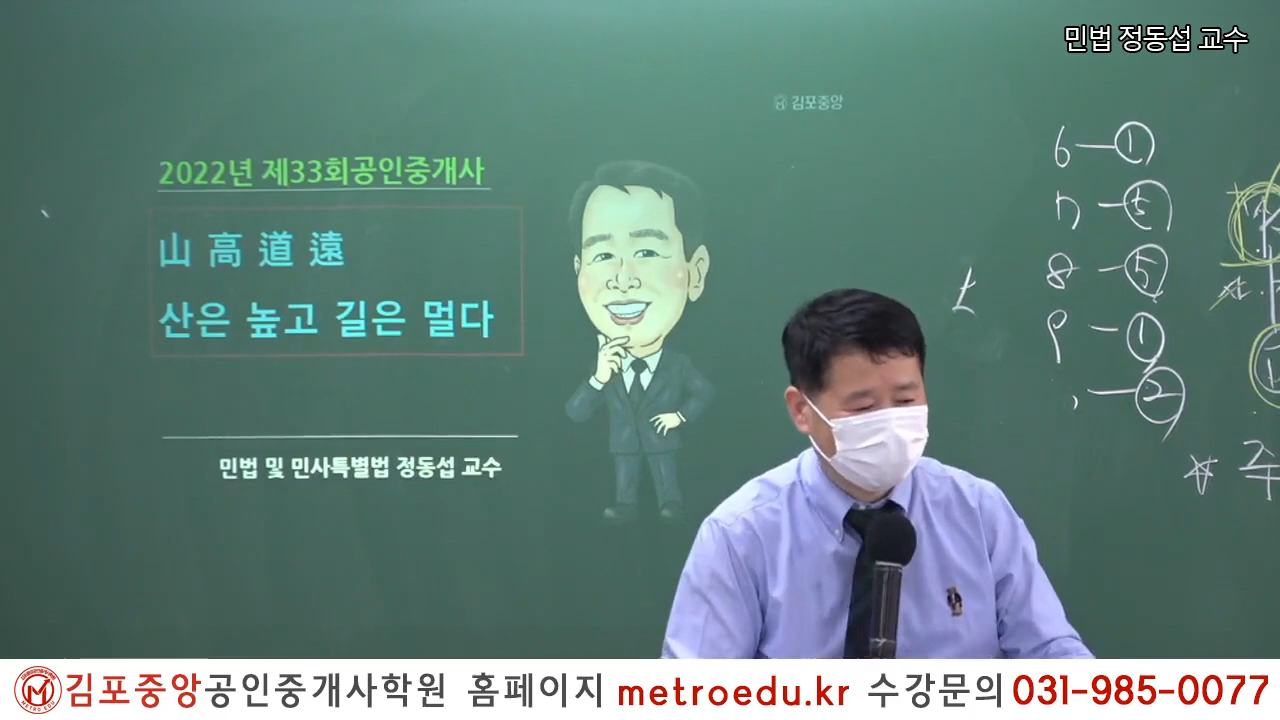 민법 정동섭 교수
김포중앙
2022년 제33회공인중개사
山高道遠
산은 높고 길은 멀다
민법 및 민사특별법 정동섭 교수
6 - ①
7 - ⑤
8 - ⑤
9 - ①
, - ②
김포중앙공인중개사학원 홈페이지 metroedu.kr 수강문의 031-985-0077